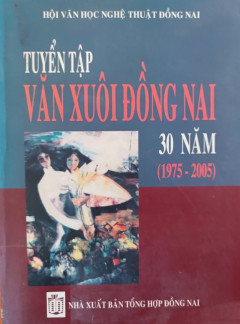 HỘI VĂN HỌC NGHỆ THUẬT ĐỒNG NAI
TUYỂN TẬP
VĂN XUÔI ĐỒNG NAI
30 NĂM
(1975 - 2005)
NHÀ XUẤT BẢN TỔNG HỢP ĐỒNG NAI